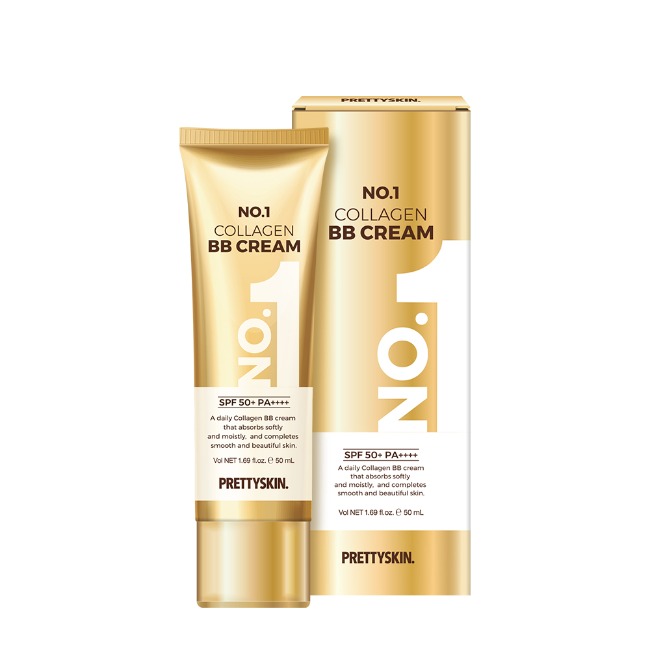 NO.1
COLLAGEN
BB CREAM
NO.1
SPF 50+ PA++++
A daily Collagen BB cream
that absorbs softly
and moistly, and completes
smooth and beautiful skin.
Vol NET 1.69 fl.oz. ℮ 50 mL
PRETTYSKIN.
PRETTYSKIN.
NO.1
COLLAGEN
BB CREAM
NO.1
SPF 50+ PA++++
A daily Collagen BB cream
that absorbs softly
and moistly, and completes
smooth and beautiful skin.
Vol NET 1.69 fl.oz. ℮ 50 mL
PRETTYSKIN.